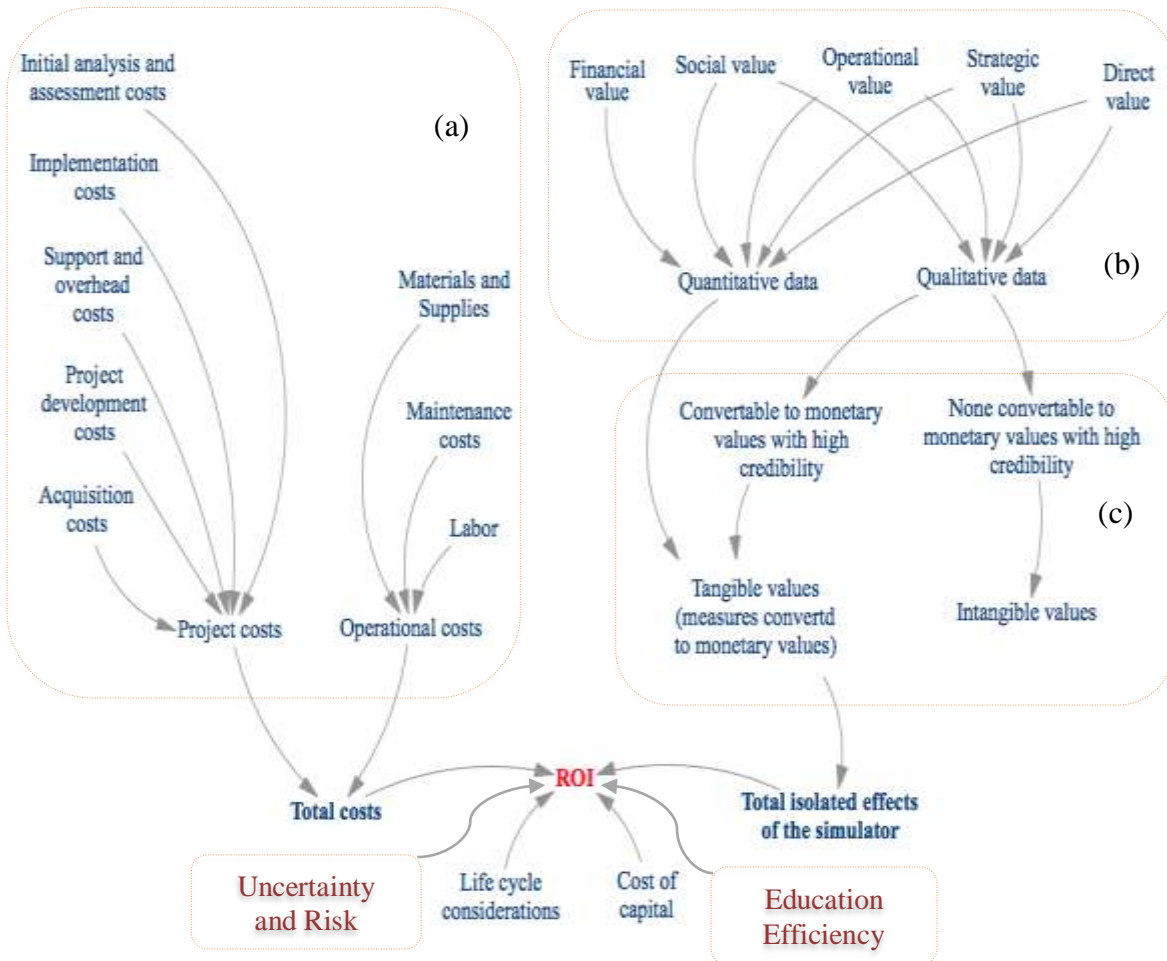 Initial analysis and
assessment costs
(a)
Implementation
costs
Support and
overhead
costs
Project
development
costs
Acquisition
costs
Materials and
Supplies
Maintenance
costs
Labor
Project costs
Operational costs
Financial
value
Social value
Operational
value
Strategic
value
Direct
value
Quantitative data
Qualitative data
(b)
Convertable to monetary
values with high
credibility
None convertable to
monetary values with high
credibility
(c)
Tangible values
(measures convertd
to monetary values)
Intangible values
Total costs
ROI
Total isolated effects
of the simulator
Uncertainty
and Risk
Life cycle
considerations
Cost of
capital
Education
Efficiency